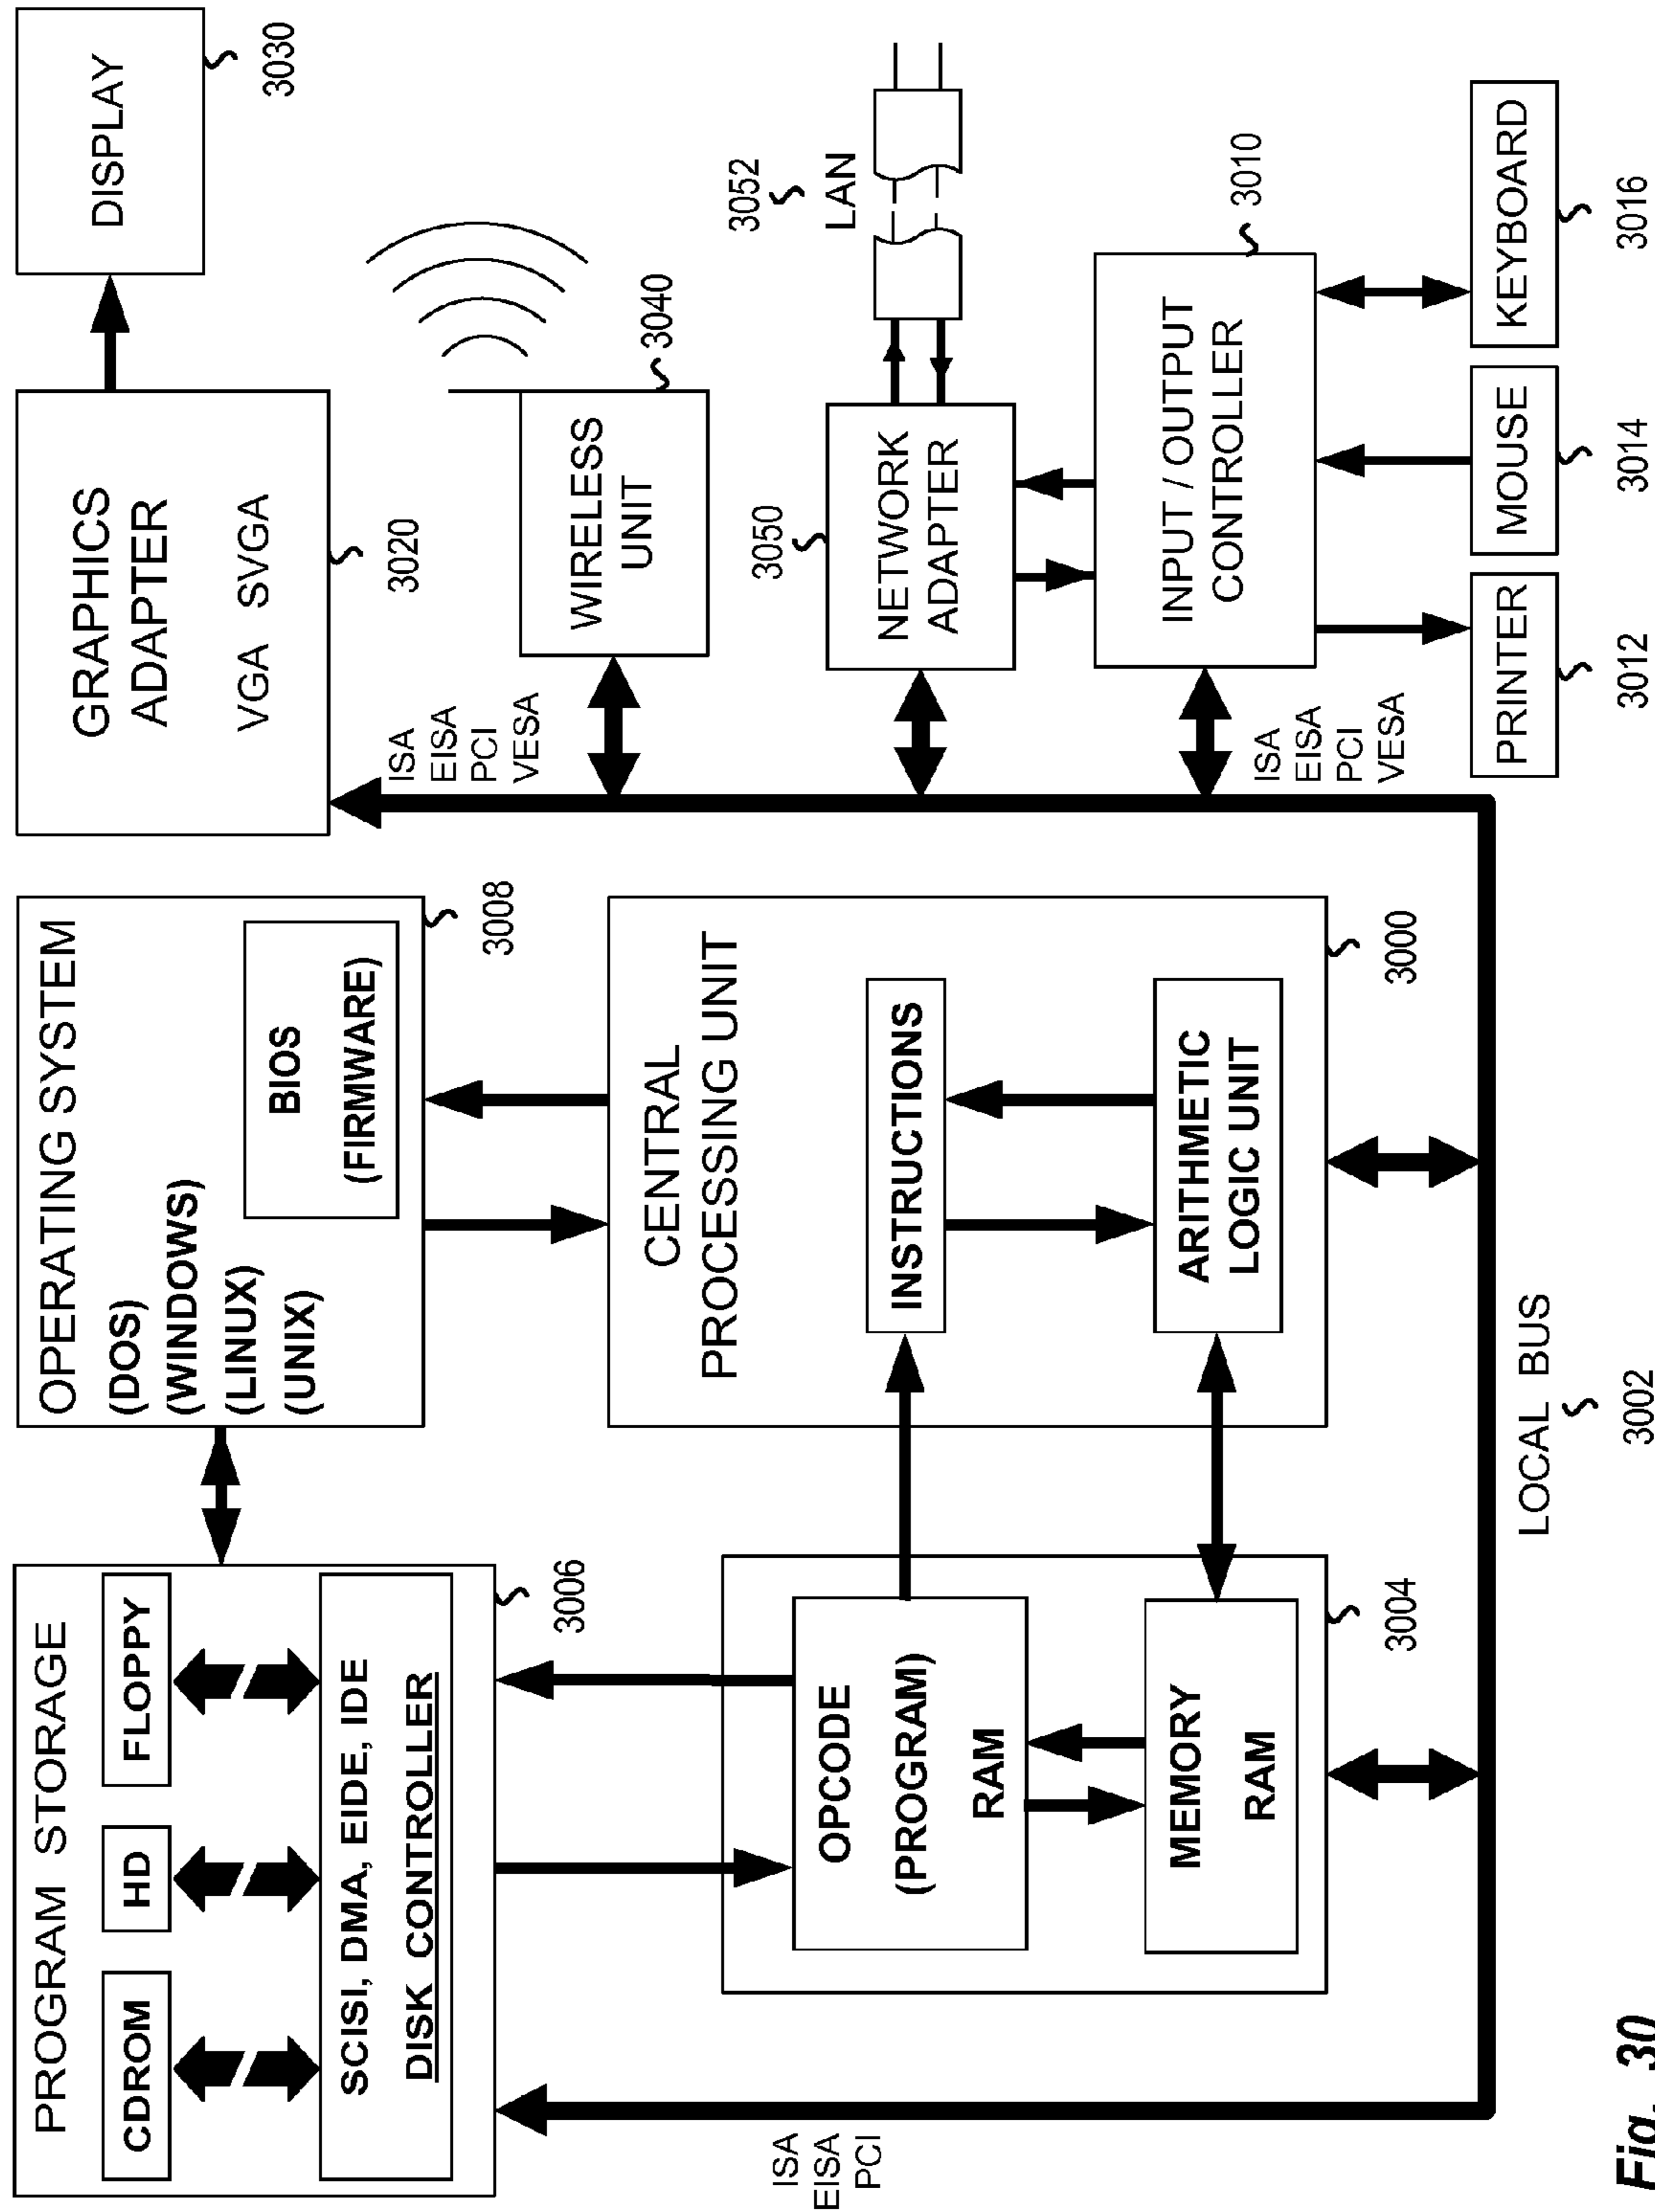 PROGRAM STORAGE
CDROM
HD
FLOPPY
SCISI, DMA, EIDE, IDE
DISK CONTROLLER
3006
OPERATING SYSTEM
(DOS)
(WINDOWS)
(LINUX)
(UNIX)
BIOS
(FIRMWARE)
3008
GRAPHICS
ADAPTER
VGA SVGA
3020
DISPLAY
3030
ISA
EISA
PCI
VESA
WIRELESS
UNIT
3040
OPCODE
(PROGRAM)
RAM
MEMORY
RAM
3004
CENTRAL
PROCESSING UNIT
INSTRUCTIONS
ARITHMETIC
LOGIC UNIT
3000
3050
NETWORK
ADAPTER
3052
LAN
INPUT / OUTPUT
CONTROLLER
3010
ISA
EISA
PCI
VESA
PRINTER
3012
MOUSE
3014
KEYBOARD
3016
ISA
EISA
PCI
LOCAL BUS
3002
Fig. 30